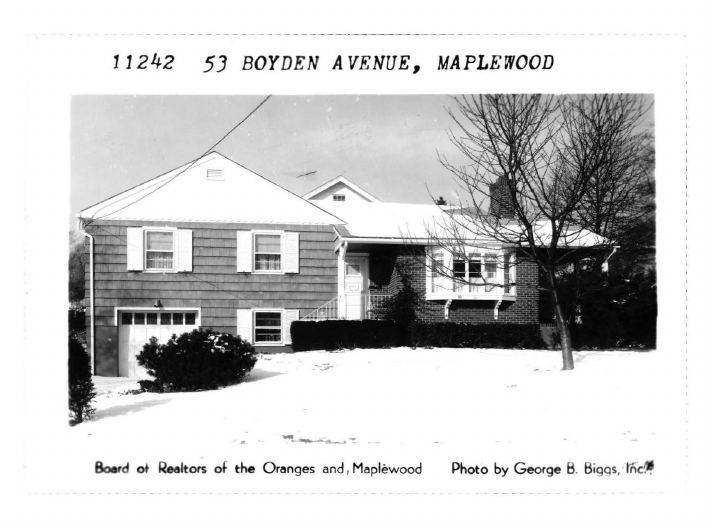 11242 53 BOYDEN AVENUE, MAPLEWOOD
Board of Realtors of the Oranges and, Maplewood Photo by George B. Biggs, Inc.